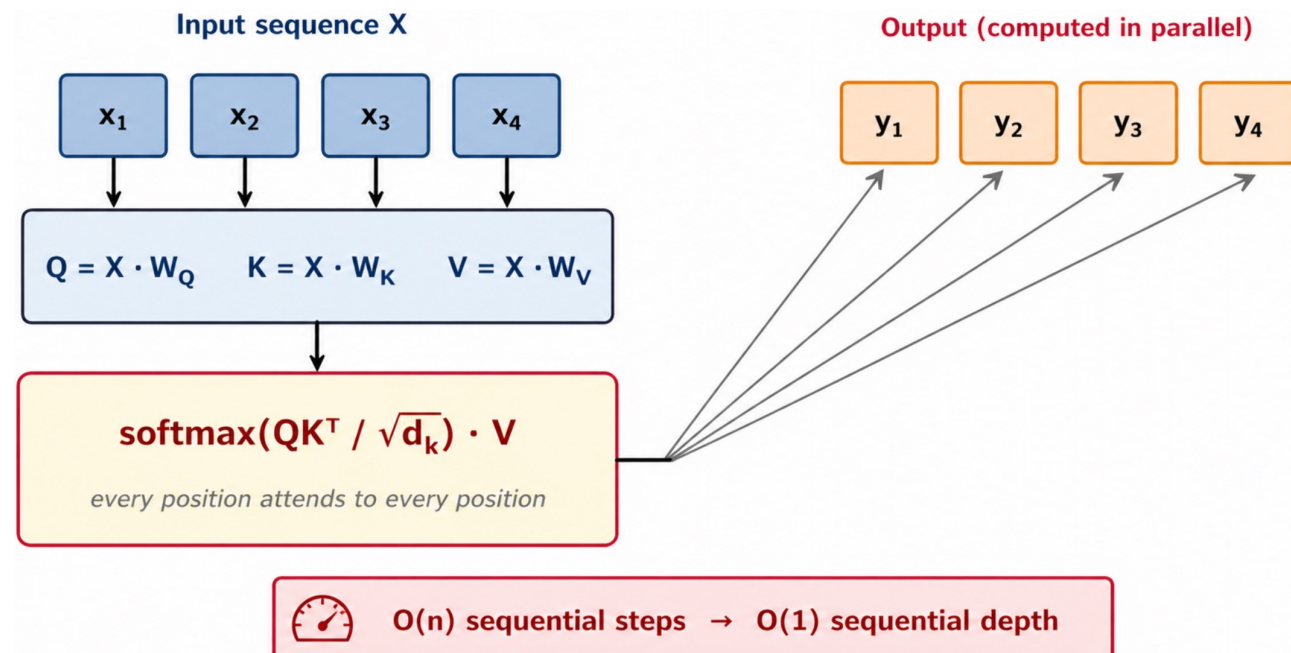 Input sequence X
Output (computed in parallel)
x₁ x₂ x₃ x₄
y₁ y₂ y₃ y₄
Q = X · W_Q K = X · W_K V = X · W_V
softmax(QKᵀ / √d_k) · V
every position attends to every position
O(n) sequential steps → O(1) sequential depth